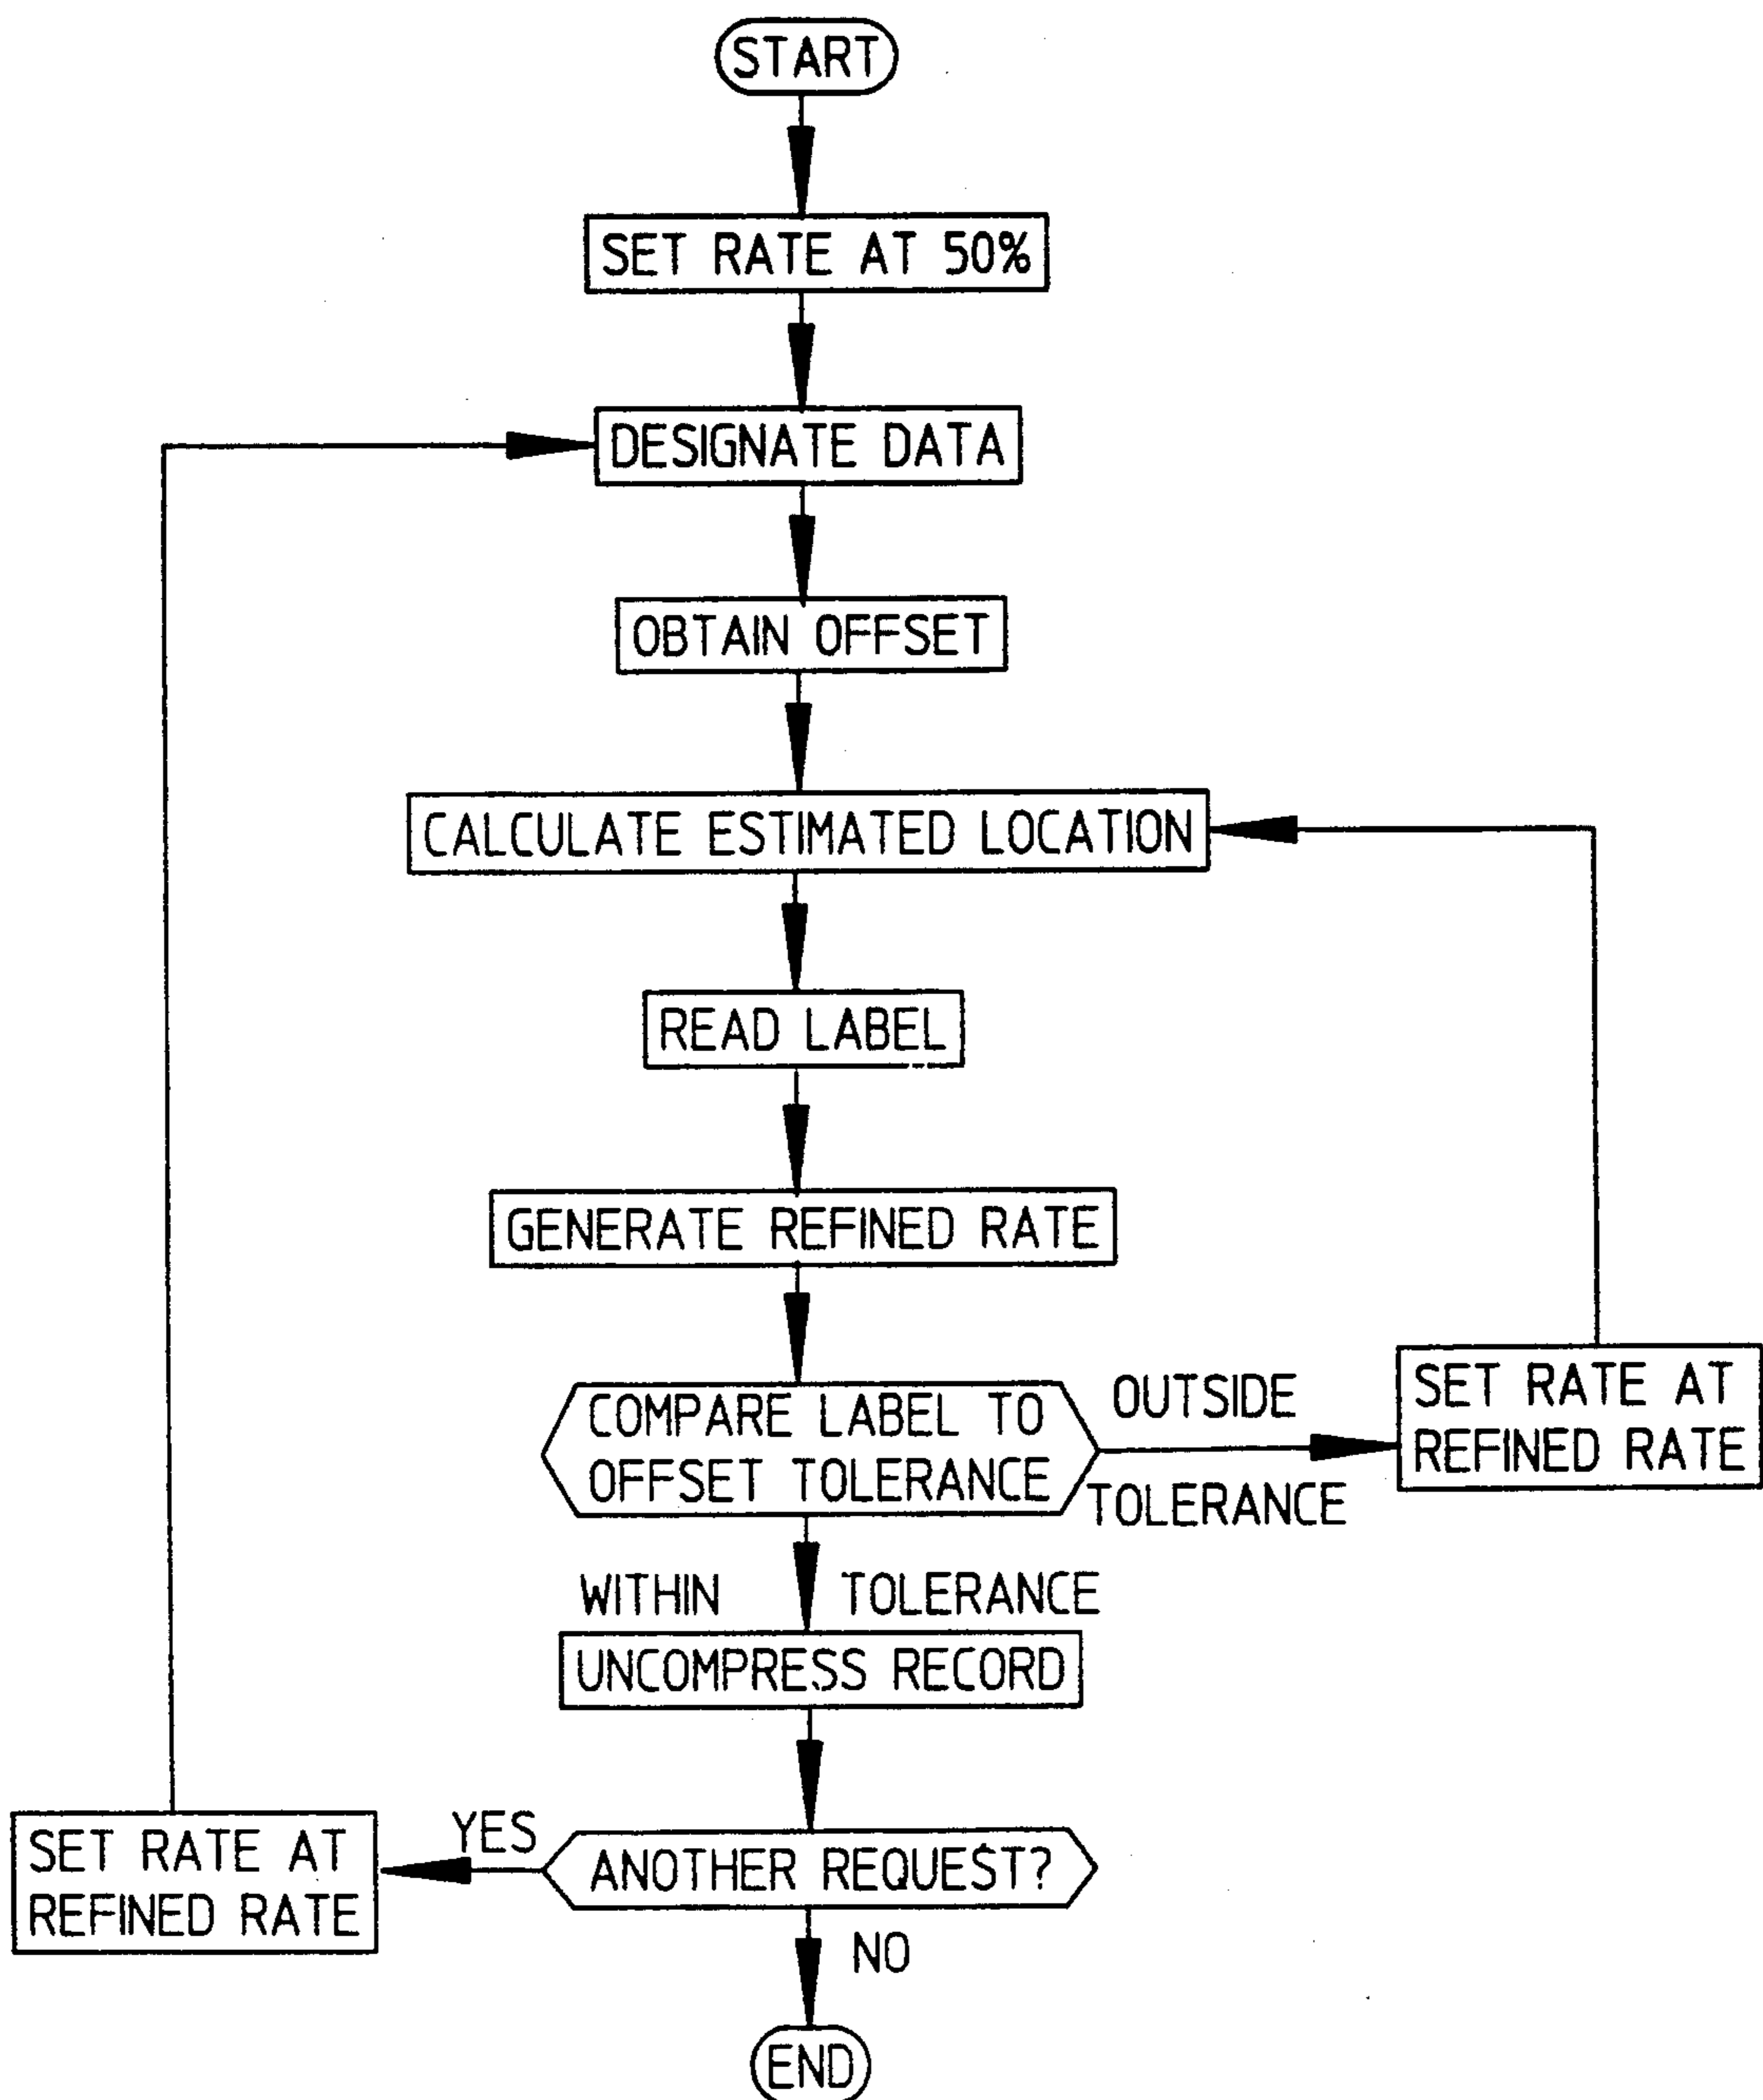 START
SET RATE AT 50%
DESIGNATE DATA
OBTAIN OFFSET
CALCULATE ESTIMATED LOCATION
READ LABEL
GENERATE REFINED RATE
COMPARE LABEL TO
OFFSET TOLERANCE
OUTSIDE
TOLERANCE
SET RATE AT
REFINED RATE
WITHIN TOLERANCE
UNCOMPRESS RECORD
ANOTHER REQUEST?
YES
SET RATE AT
REFINED RATE
NO
END